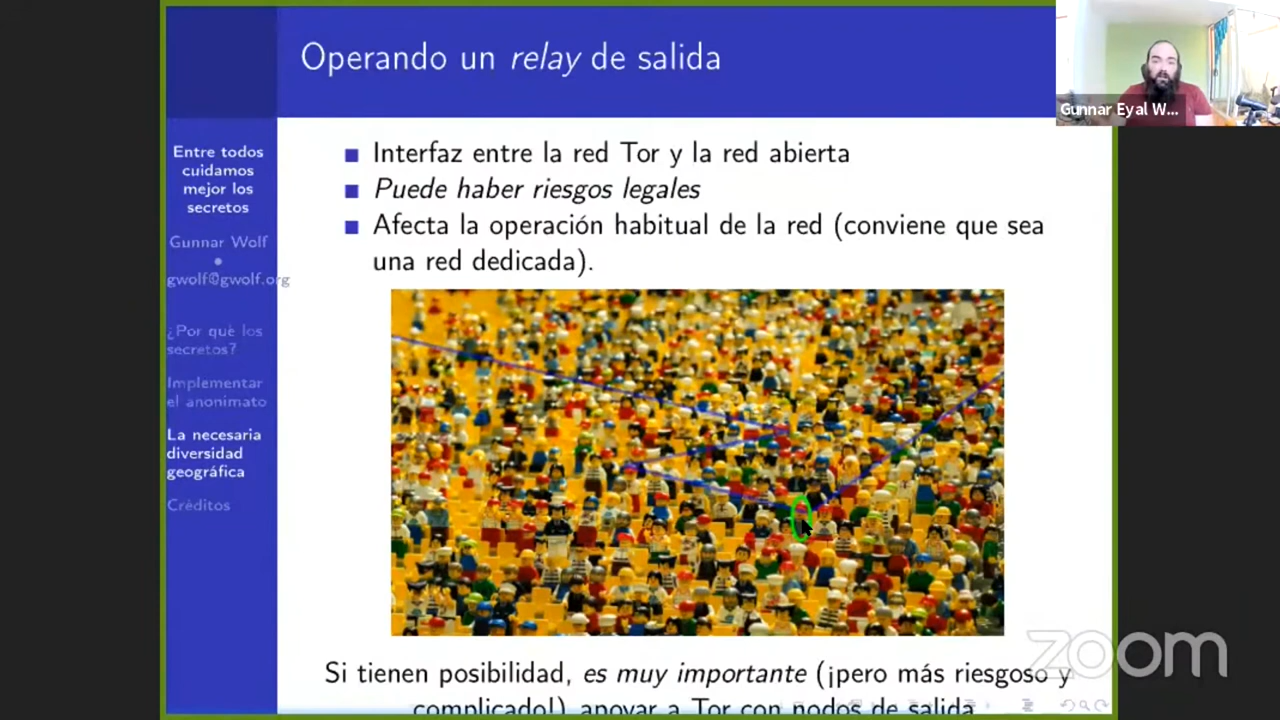 Operando un relay de salida
Gunnar Eyal W...
Entre todos
cuidamos
mejor los
secretos
Gunnar Wolf
gwolf@gwolf.org
¿Por qué los
secretos?
Implementar
el anonimato
La necesaria
diversidad
geográfica
Créditos
■ Interfaz entre la red Tor y la red abierta
■ Puede haber riesgos legales
■ Afecta la operación habitual de la red (conviene que sea
una red dedicada).
Si tienen posibilidad, es muy importante (¡pero más riesgoso y
complicado!) apoyar a Tor con nodos de salida
zoom